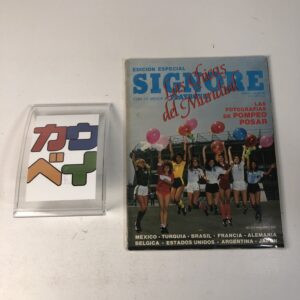 カウ
ベイ
EDICION ESPECIAL
SIGNORE
Las chicas
del Mundial
LAS
FOTOGRAFIAS
DE POMPEO
POSAR
MEXICO - TURQUIA - BRASIL - FRANCIA - ALEMANIA
BELGICA - ESTADOS UNIDOS - ARGENTINA - JAPON